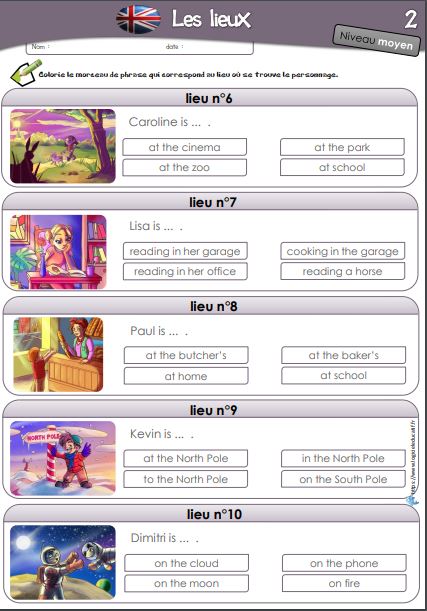 Les lieux
2
Niveau moyen
Nom : date :
Colorie le morceau de phrase qui correspond au lieu où se trouve le personnage.
lieu n°6
Caroline is ... .
at the cinema
at the park
at the zoo
at school
lieu n°7
Lisa is ... .
reading in her garage
cooking in the garage
reading in her office
reading a horse
lieu n°8
Paul is ... .
at the butcher's
at the baker's
at home
at school
lieu n°9
NORTH POLE
Kevin is ... .
at the North Pole
in the North Pole
to the North Pole
on the South Pole
lieu n°10
Dimitri is ... .
on the cloud
on the phone
on the moon
on fire